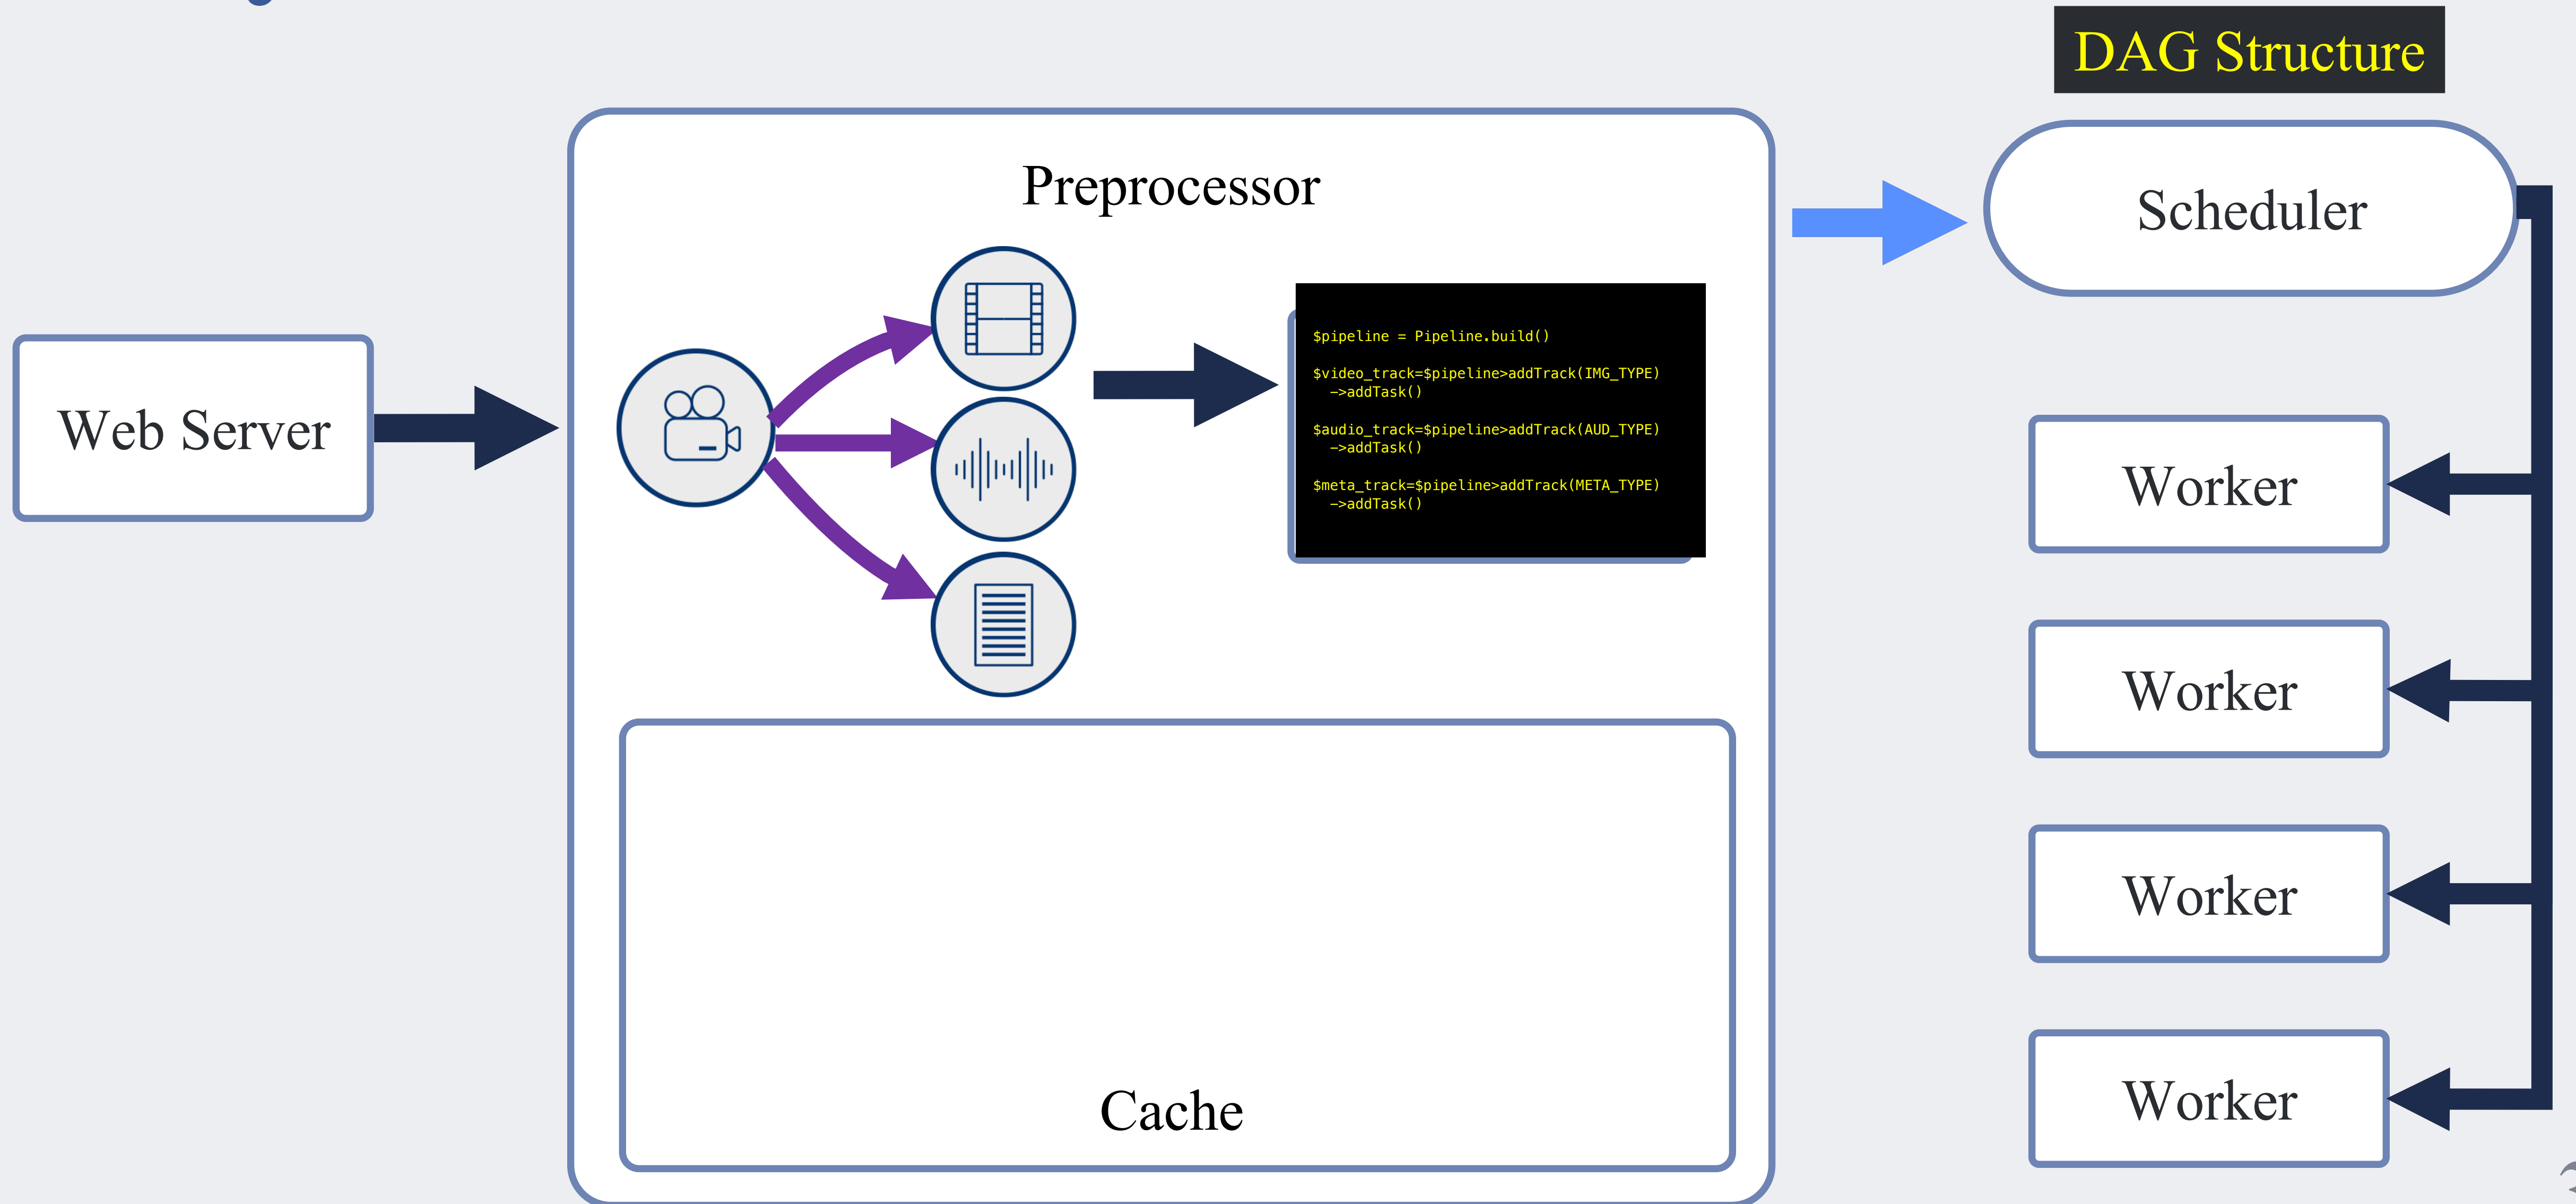 DAG Structure
Preprocessor
Scheduler
Web Server
$pipeline = Pipeline.build()
$video_track=$pipeline>addTrack(IMG_TYPE)
->addTask()
$audio_track=$pipeline>addTrack(AUD_TYPE)
->addTask()
$meta_track=$pipeline>addTrack(META_TYPE)
->addTask()
Worker
Worker
Worker
Worker
Cache